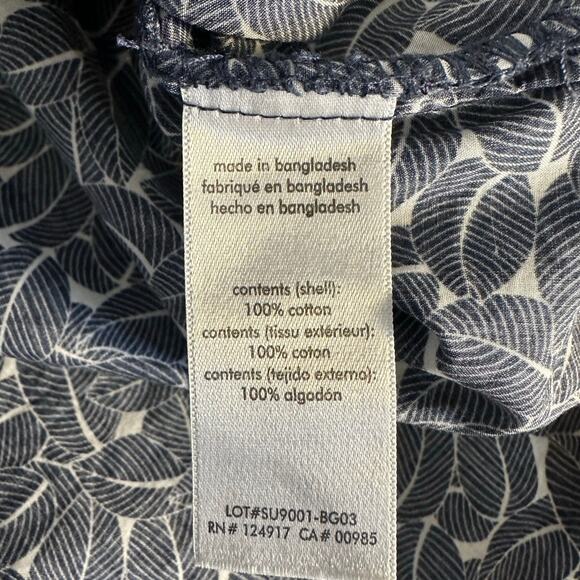 made in bangladesh
fabriqué en bangladesh
hecho en bangladesh
contents (shell):
100% cotton
contents (tissu extérieur):
100% coton
contents (tejido externo):
100% algodón
LOT#SU9001-BG03
RN# 124917 CA# 00985